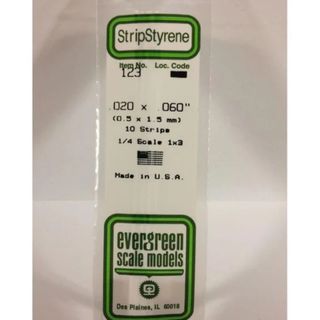 StripStyrene
Item No. Loc. Code
123
.020 x .060"
(0.5 x 1.5 mm)
10 Strips
1/4 Scale 1x3
Made in U.S.A.
evergreen
scale models
Des Plaines, IL 60018